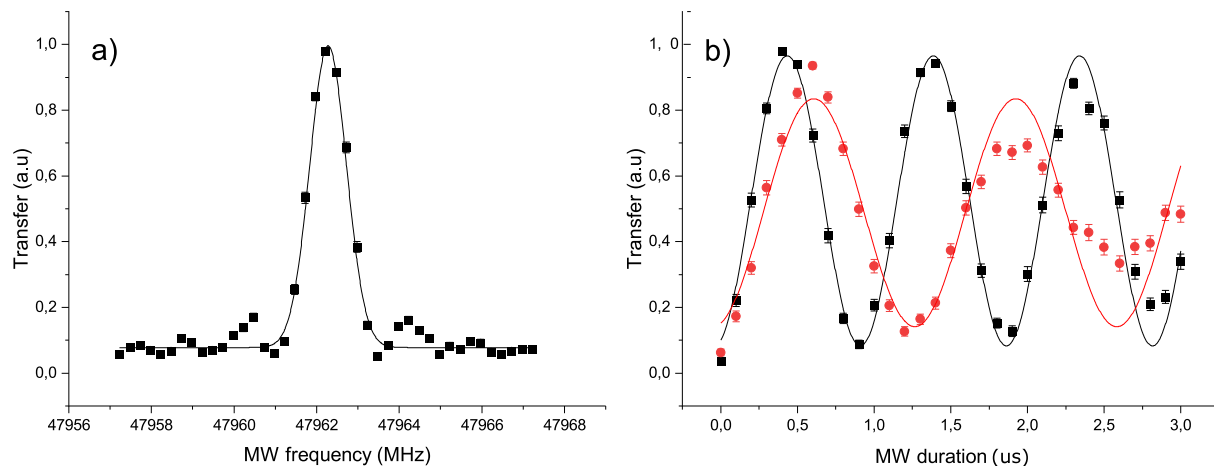 a)
1,0
0,8
0,6
0,4
0,2
0,0
Transfer (a.u)
47956 47958 47960 47962 47964 47966 47968
MW frequency (MHz)
b)
1, 0
0,8
0,6
0,4
0,2
0,0
Transfer (a.u)
0,0 0,5 1,0 1,5 2,0 2,5 3,0
MW duration (us)